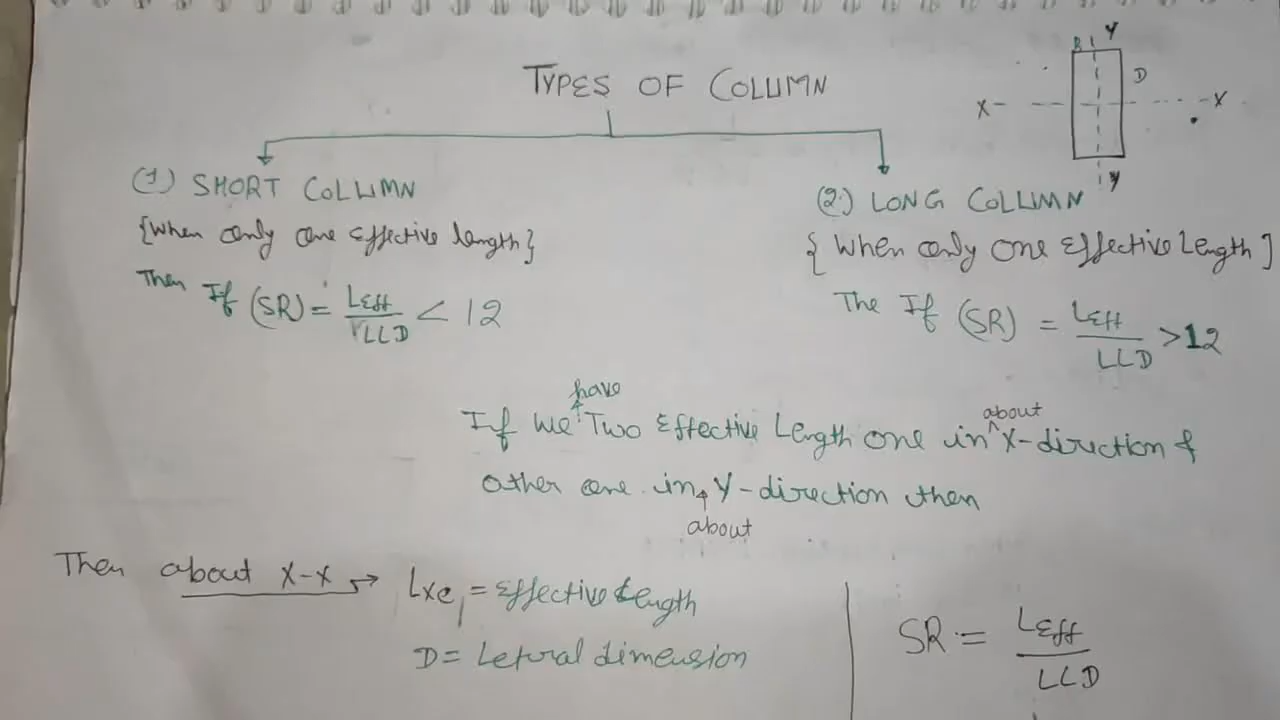 TYPES OF COLUMN
B Y
D
X X
Y
(1) SHORT COLUMN
{When only one effective length}
Then If (SR) = LEff / LLD < 12
(2) LONG COLUMN
{ When only One Effective Length ]
The If (SR) = LEff / LLD >12
have
If We Two Effective Length one in X-direction &
about
other one in Y-direction then
about
Then about X-X → Lxe = Effective Length
D = Leteral dimension
SR = LEff / LLD